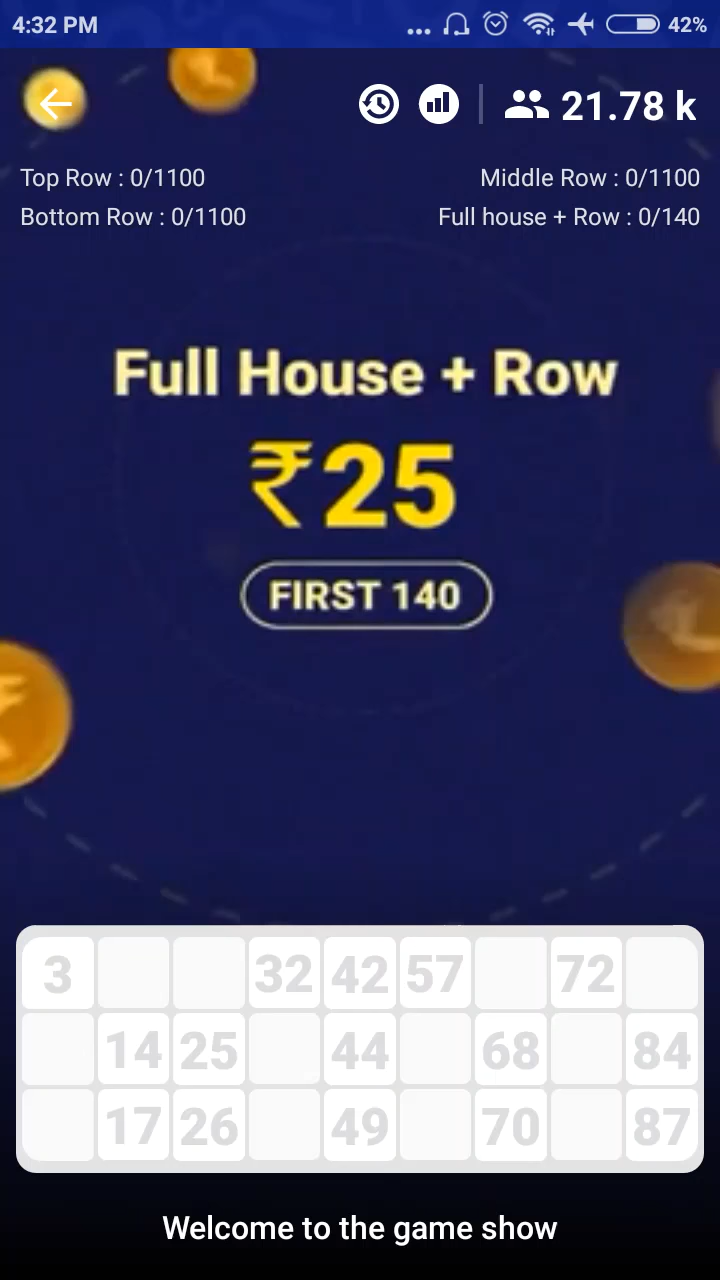 4:32 PM ... 42%
21.78 k
Top Row : 0/1100 Middle Row : 0/1100
Bottom Row : 0/1100 Full house + Row : 0/140
Full House + Row
₹25
FIRST 140
3 32 42 57 72
14 25 44 68 84
17 26 49 70 87
Welcome to the game show